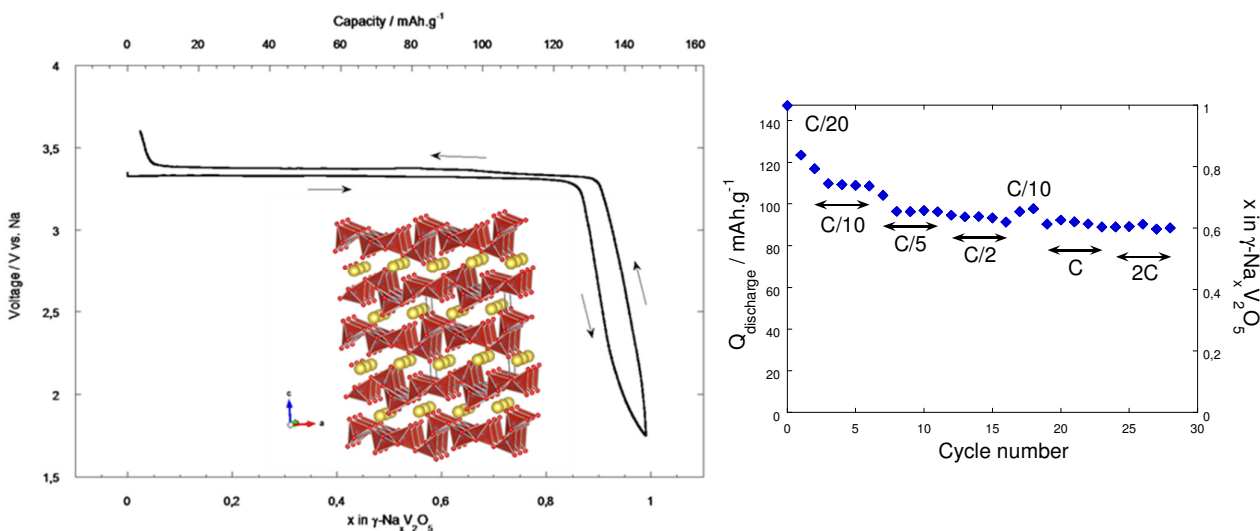 Capacity / mAh.g-1
0 20 40 60 80 100 120 140 160
4
3,5
3
2,5
2
1,5
Voltage / V vs. Na
c
a
0 0,2 0,4 0,6 0,8 1
x in γ-NaxV2O5
140
120
100
80
60
40
20
0
Qdischarge / mAh.g-1
C/20
C/10
C/5
C/2
C/10
C
2C
1
0,8
0,6
0,4
0,2
0
x in γ-NaxV2O5
0 5 10 15 20 25 30
Cycle number